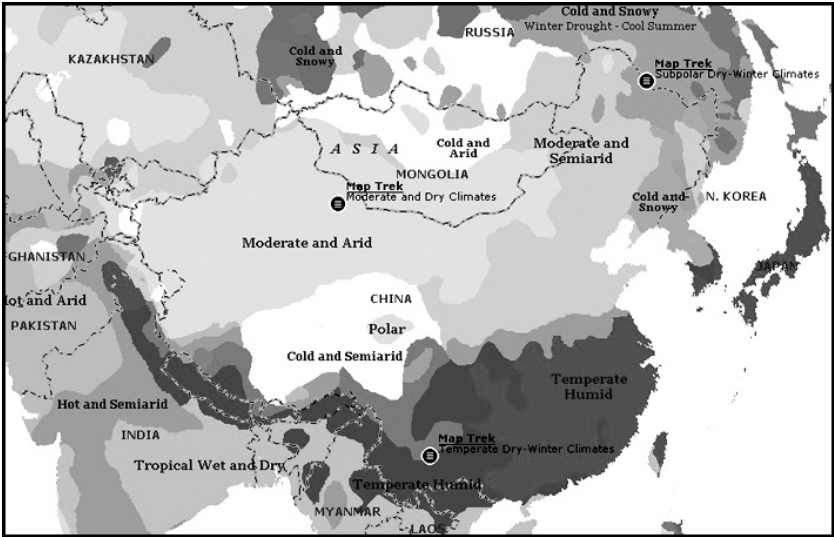 Cold and Snowy
Winter Drought - Cool Summer
RUSSIA
KAZAKHSTAN
Cold and
Snowy
Map Trek
Subpolar Dry-Winter Climates
A S I A
Cold and
Arid
Moderate and
Semiarid
MONGOLIA
Map Trek
Moderate and Dry Climates
Cold and
Snowy
N. KOREA
Moderate and Arid
GHANISTAN
JAPAN
Hot and Arid
CHINA
PAKISTAN
Polar
Cold and Semiarid
Temperate
Humid
Hot and Semiarid
INDIA
Map Trek
Temperate Dry-Winter Climates
Tropical Wet and Dry
Temperate Humid
MYANMAR
LAOS